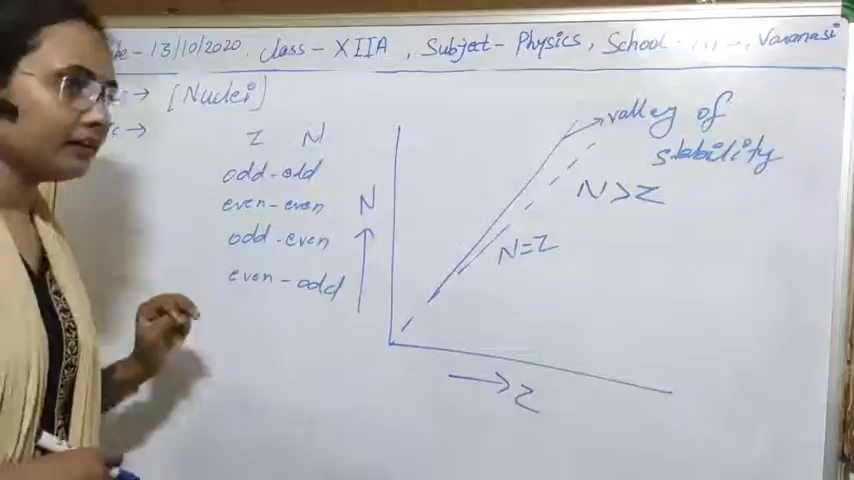 - 13/10/2020, Class - XII A, Subject - Physics, School - Varanasi
→ [Nuclei]
→
Z N
odd - odd
even - even
odd - even
even - odd
N
valley of
stability
N > Z
N = Z
→ Z